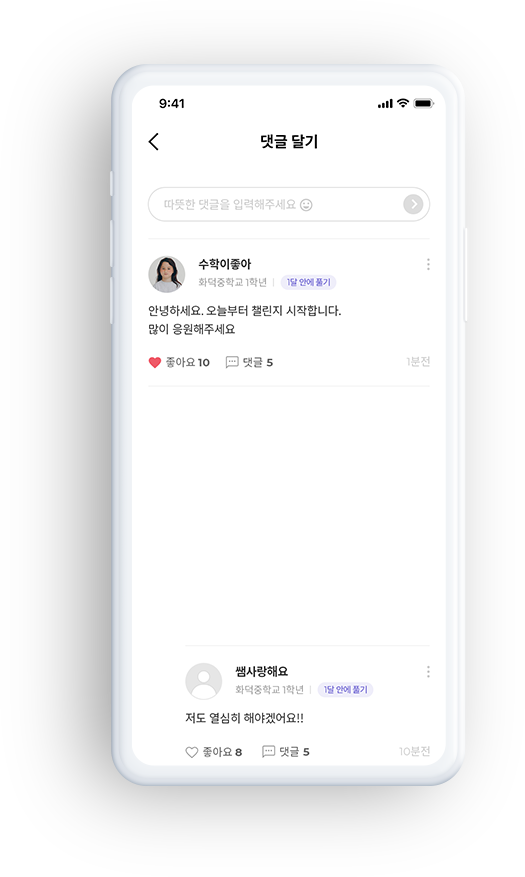 9:41
댓글 달기
따뜻한 댓글을 입력해주세요
수학이좋아
화덕중학교 1학년 | 1달 안에 풀기
안녕하세요. 오늘부터 챌린지 시작합니다.
많이 응원해주세요
좋아요 10 댓글 5 1분전
쌤사랑해요
화덕중학교 1학년 | 1달 안에 풀기
저도 열심히 해야겠어요!!
좋아요 8 댓글 5 10분전